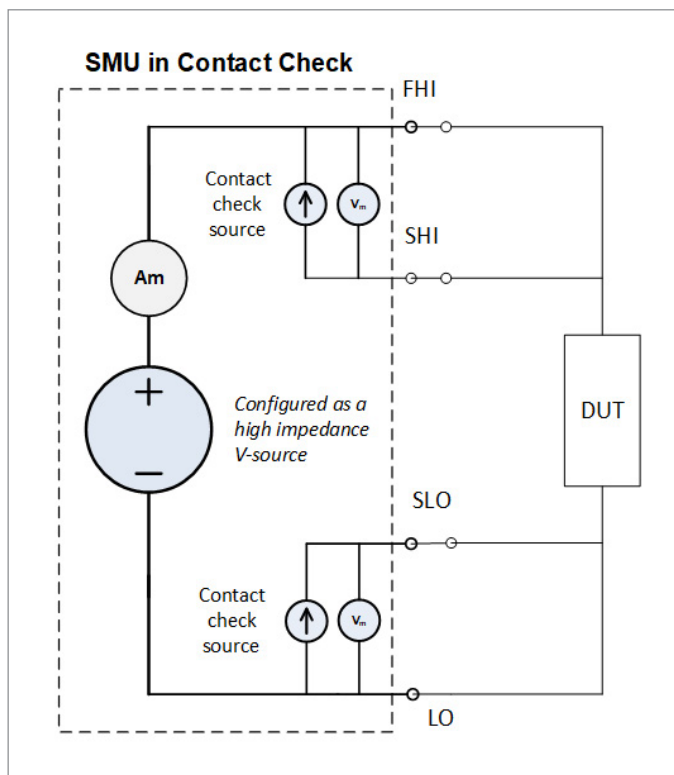 SMU in Contact Check
FHI
Contact
check
source
Vm
SHI
Am
+
Configured as a
high impedance
V-source
−
DUT
SLO
Contact
check
source
Vm
LO